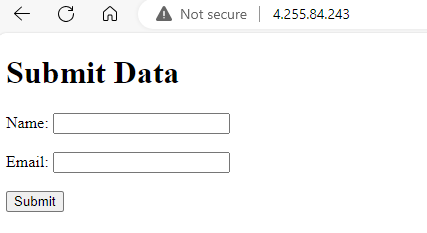 Not secure 4.255.84.243
Submit Data
Name:
Email:
Submit